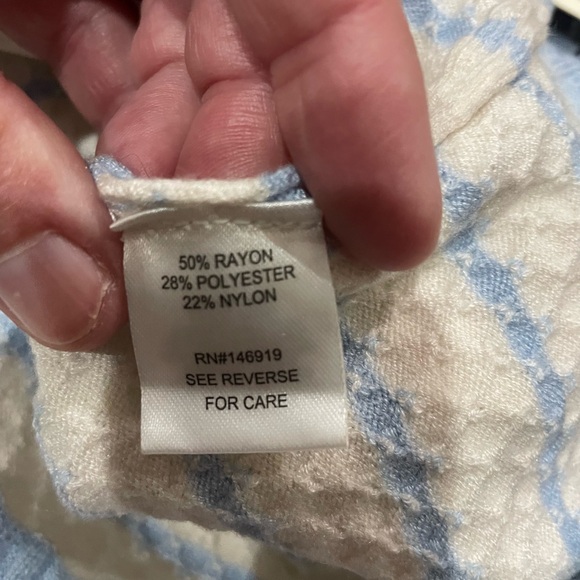 50% RAYON
28% POLYESTER
22% NYLON
RN#146919
SEE REVERSE
FOR CARE